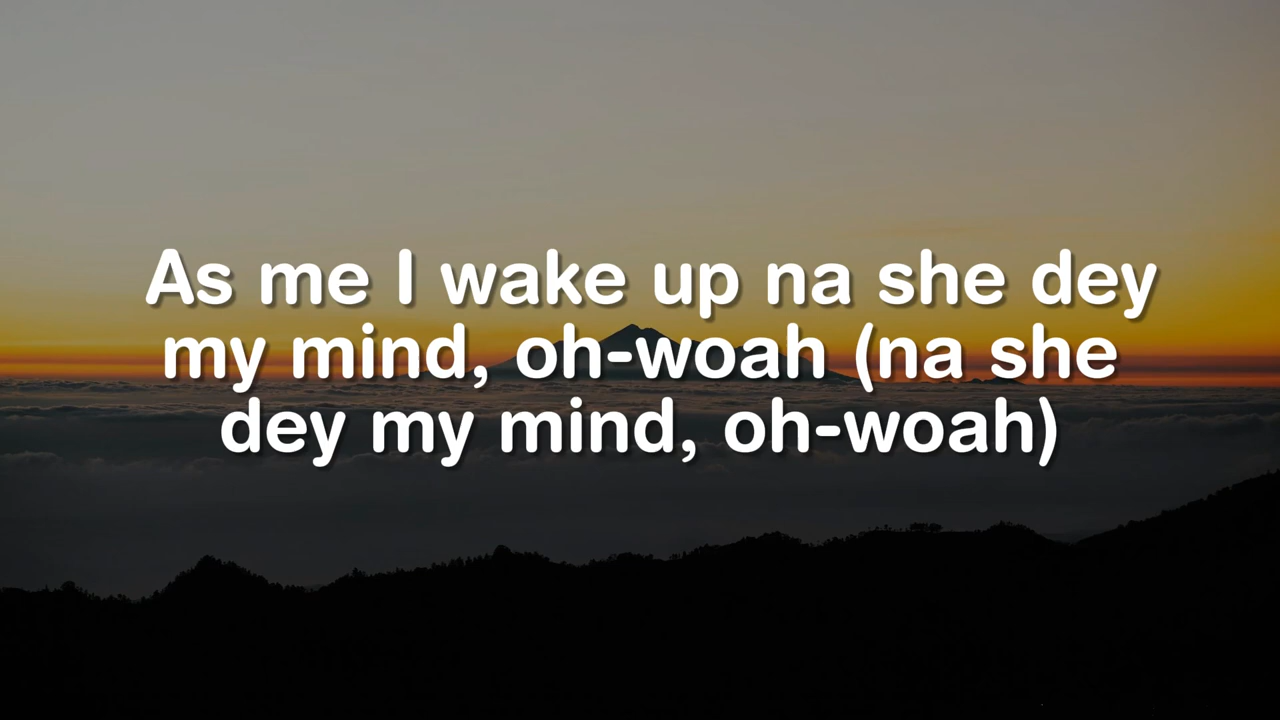 As me I wake up na she dey
my mind, oh-woah (na she
dey my mind, oh-woah)